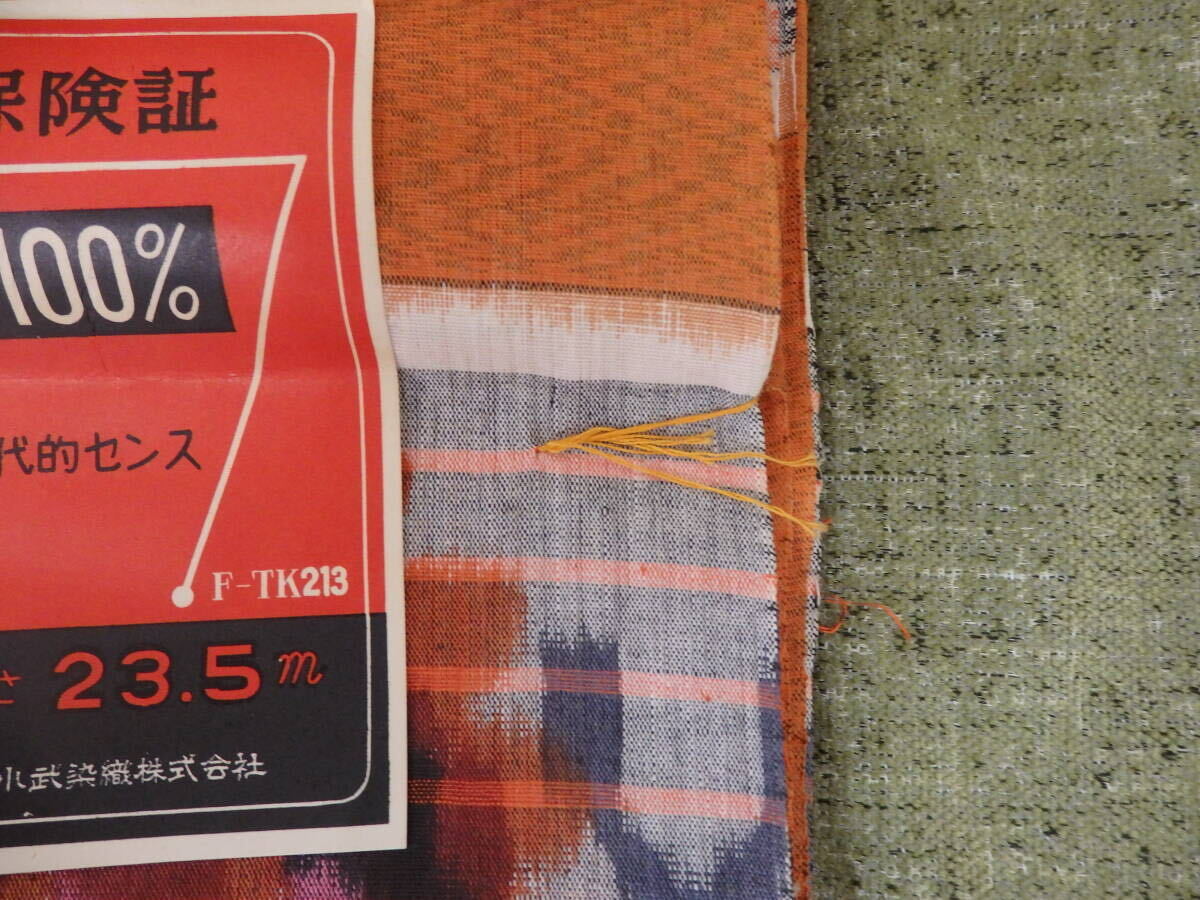 保険証
100%
代的センス
F-TK213
さ 23.5m
小武染織株式会社